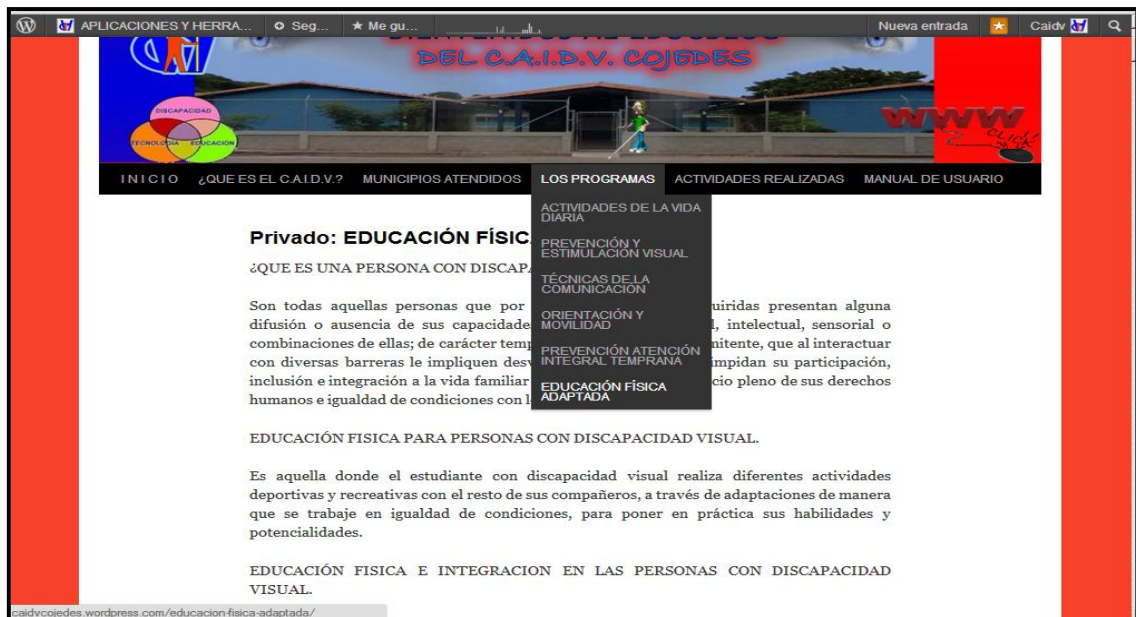 APLICACIONES Y HERRA... Seg... Me gu... Nueva entrada Caidv
DEL C.A.I.D.V. COJEDES
DISCAPACIDAD
TECNOLOGÍA EDUCACIÓN
WWW
CLICK!!
INICIO ¿QUE ES EL C.A.I.D.V.? MUNICIPIOS ATENDIDOS LOS PROGRAMAS ACTIVIDADES REALIZADAS MANUAL DE USUARIO
ACTIVIDADES DE LA VIDA
DIARIA
PREVENCIÓN Y
ESTIMULACIÓN VISUAL
TÉCNICAS DE LA
COMUNICACIÓN
ORIENTACIÓN Y
MOVILIDAD
PREVENCIÓN ATENCIÓN
INTEGRAL TEMPRANA
EDUCACIÓN FÍSICA
ADAPTADA
Privado: EDUCACIÓN FÍSIC
¿QUE ES UNA PERSONA CON DISCAP
Son todas aquellas personas que por uiridas presentan alguna
difusión o ausencia de sus capacidade l, intelectual, sensorial o
combinaciones de ellas; de carácter temp mitente, que al interactuar
con diversas barreras le impliquen desv impidan su participación,
inclusión e integración a la vida familiar cio pleno de sus derechos
humanos e igualdad de condiciones con l
EDUCACIÓN FISICA PARA PERSONAS CON DISCAPACIDAD VISUAL.
Es aquella donde el estudiante con discapacidad visual realiza diferentes actividades
deportivas y recreativas con el resto de sus compañeros, a través de adaptaciones de manera
que se trabaje en igualdad de condiciones, para poner en práctica sus habilidades y
potencialidades.
EDUCACIÓN FISICA E INTEGRACION EN LAS PERSONAS CON DISCAPACIDAD
VISUAL.
caidvcojedes.wordpress.com/educacion-fisica-adaptada/